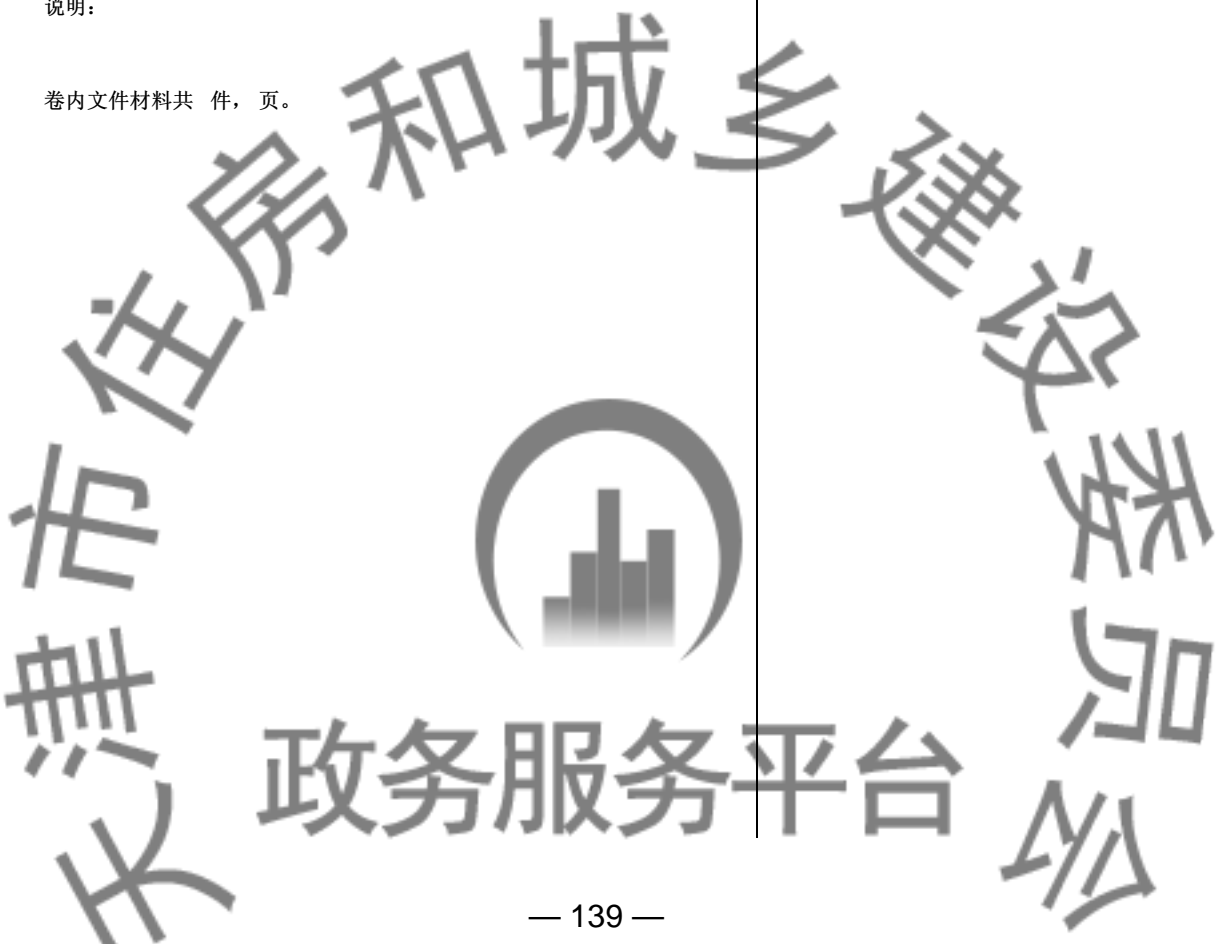 说明:
卷内文件材料共 件, 页。
天津市住房和城乡建设委员会
政务服务平台
— 139 —